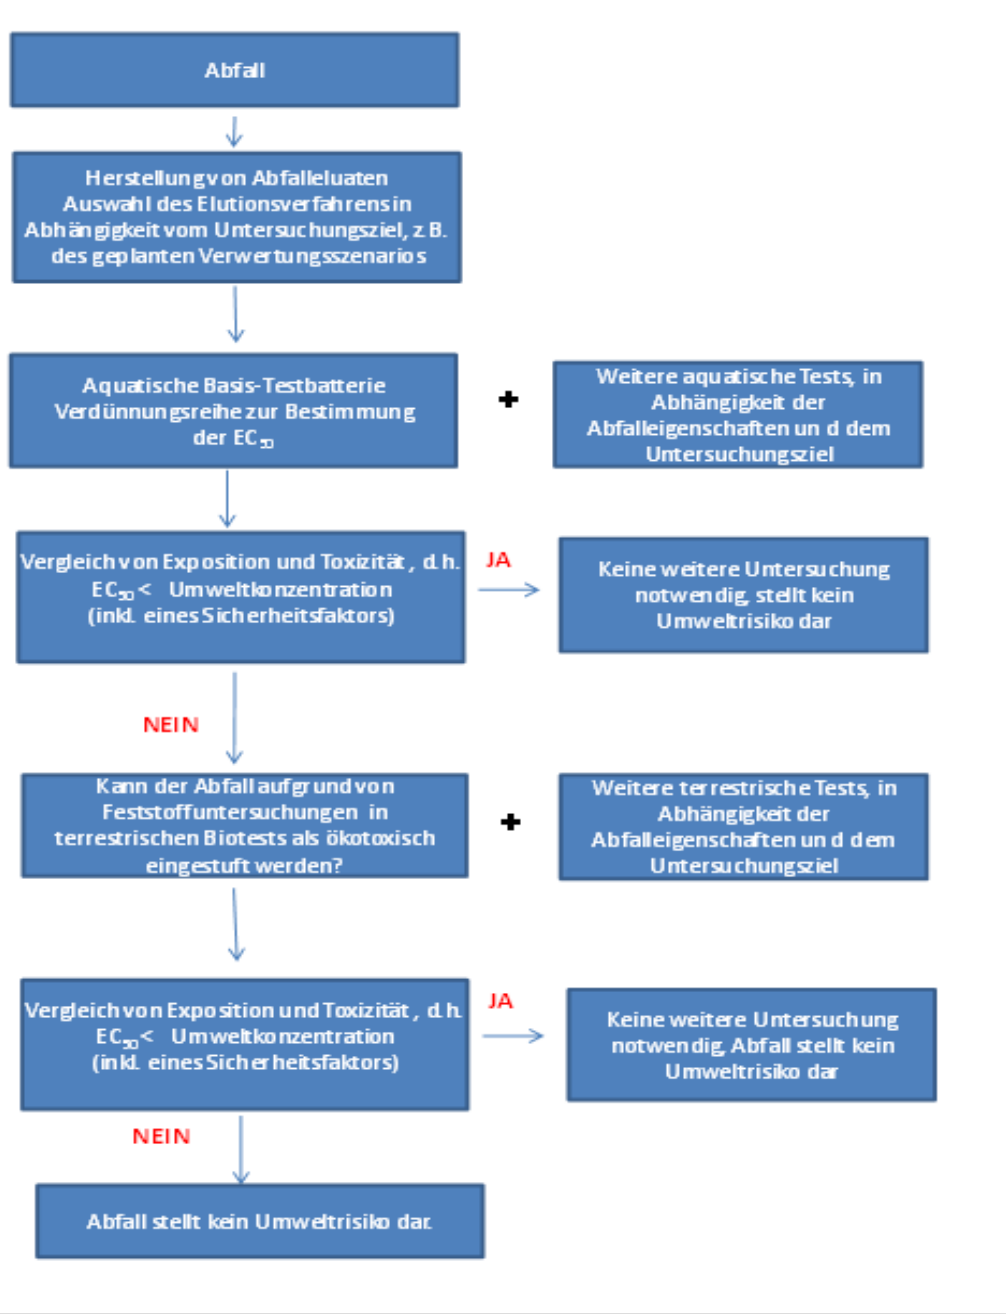 Abfall
Herstellung von Abfalleluaten
Auswahl des Elutionsverfahrens in
Abhängigkeit vom Untersuchungsziel, z.B.
des geplanten Verwertungsszenarios
Aquatische Basis-Testbatterie
Verdünnungsreihe zur Bestimmung
der EC50
+
Weitere aquatische Tests, in
Abhängigkeit der
Abfalleigenschaften und dem
Untersuchungsziel
Vergleich von Exposition und Toxizität, d.h.
EC50 < Umweltkonzentration
(inkl. eines Sicherheitsfaktors)
JA
Keine weitere Untersuchung
notwendig, stellt kein
Umweltrisiko dar
NEIN
Kann der Abfall aufgrund von
Feststoffuntersuchungen in
terrestrischen Biotests als ökotoxisch
eingestuft werden?
+
Weitere terrestrische Tests, in
Abhängigkeit der
Abfalleigenschaften und dem
Untersuchungsziel
Vergleich von Exposition und Toxizität, d.h.
EC50 < Umweltkonzentration
(inkl. eines Sicherheitsfaktors)
JA
Keine weitere Untersuchung
notwendig, Abfall stellt kein
Umweltrisiko dar
NEIN
Abfall stellt kein Umweltrisiko dar.